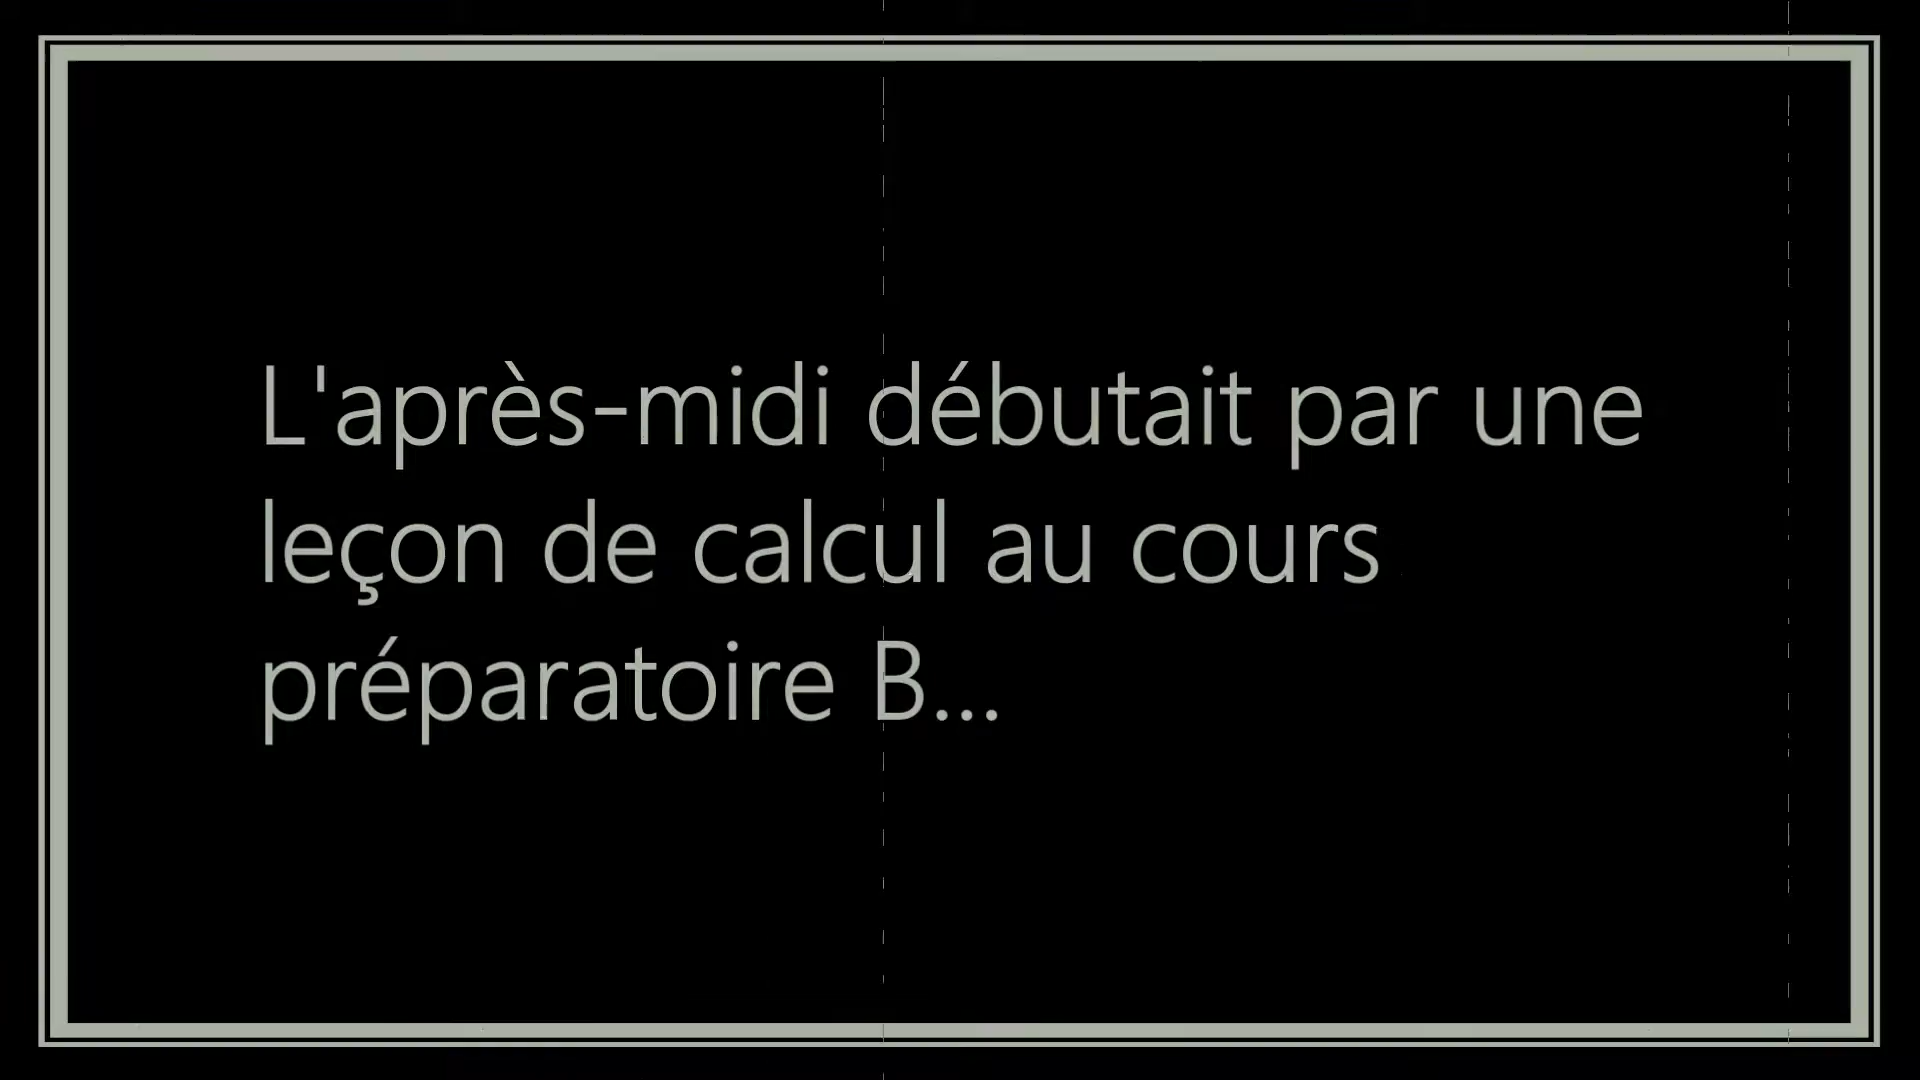 L'après-midi débutait par une
leçon de calcul au cours
préparatoire B...